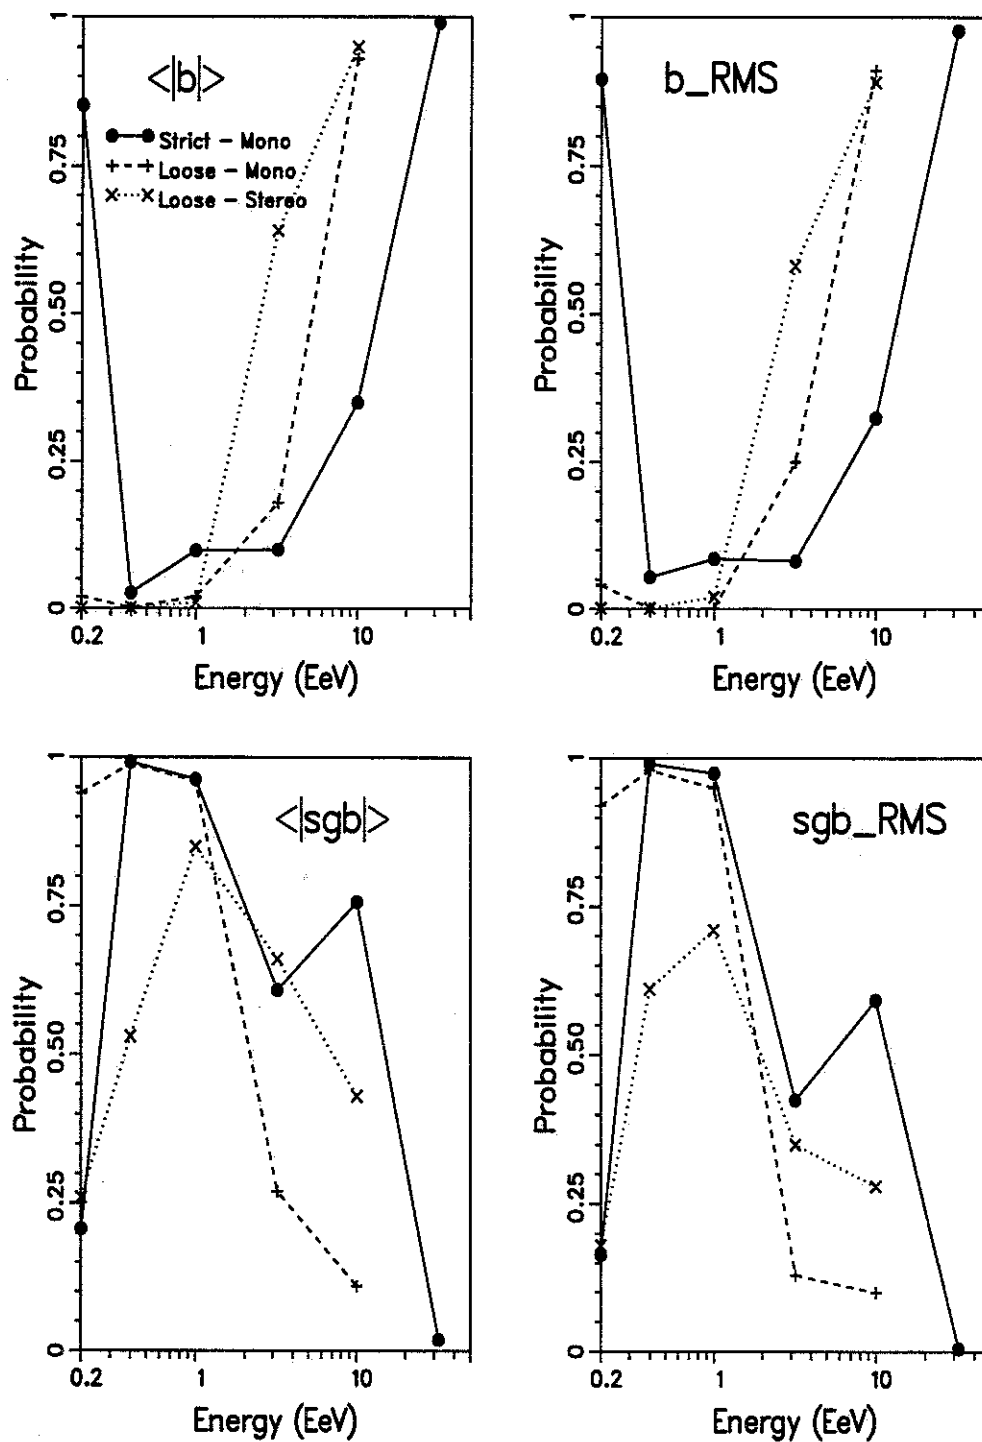 <|b|>
Strict - Mono
Loose - Mono
Loose - Stereo
Probability
0 0.25 0.50 0.75 1
0.2 1 10
Energy (EeV)
b_RMS
Probability
0 0.25 0.50 0.75 1
0.2 1 10
Energy (EeV)
<|sgb|>
Probability
0 0.25 0.50 0.75 1
0.2 1 10
Energy (EeV)
sgb_RMS
Probability
0 0.25 0.50 0.75 1
0.2 1 10
Energy (EeV)